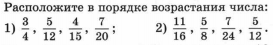 Расположите в порядке возрастания числа:
1) 3/4, 5/12, 4/15, 7/20; 2) 11/16, 5/8, 7/24, 5/12.